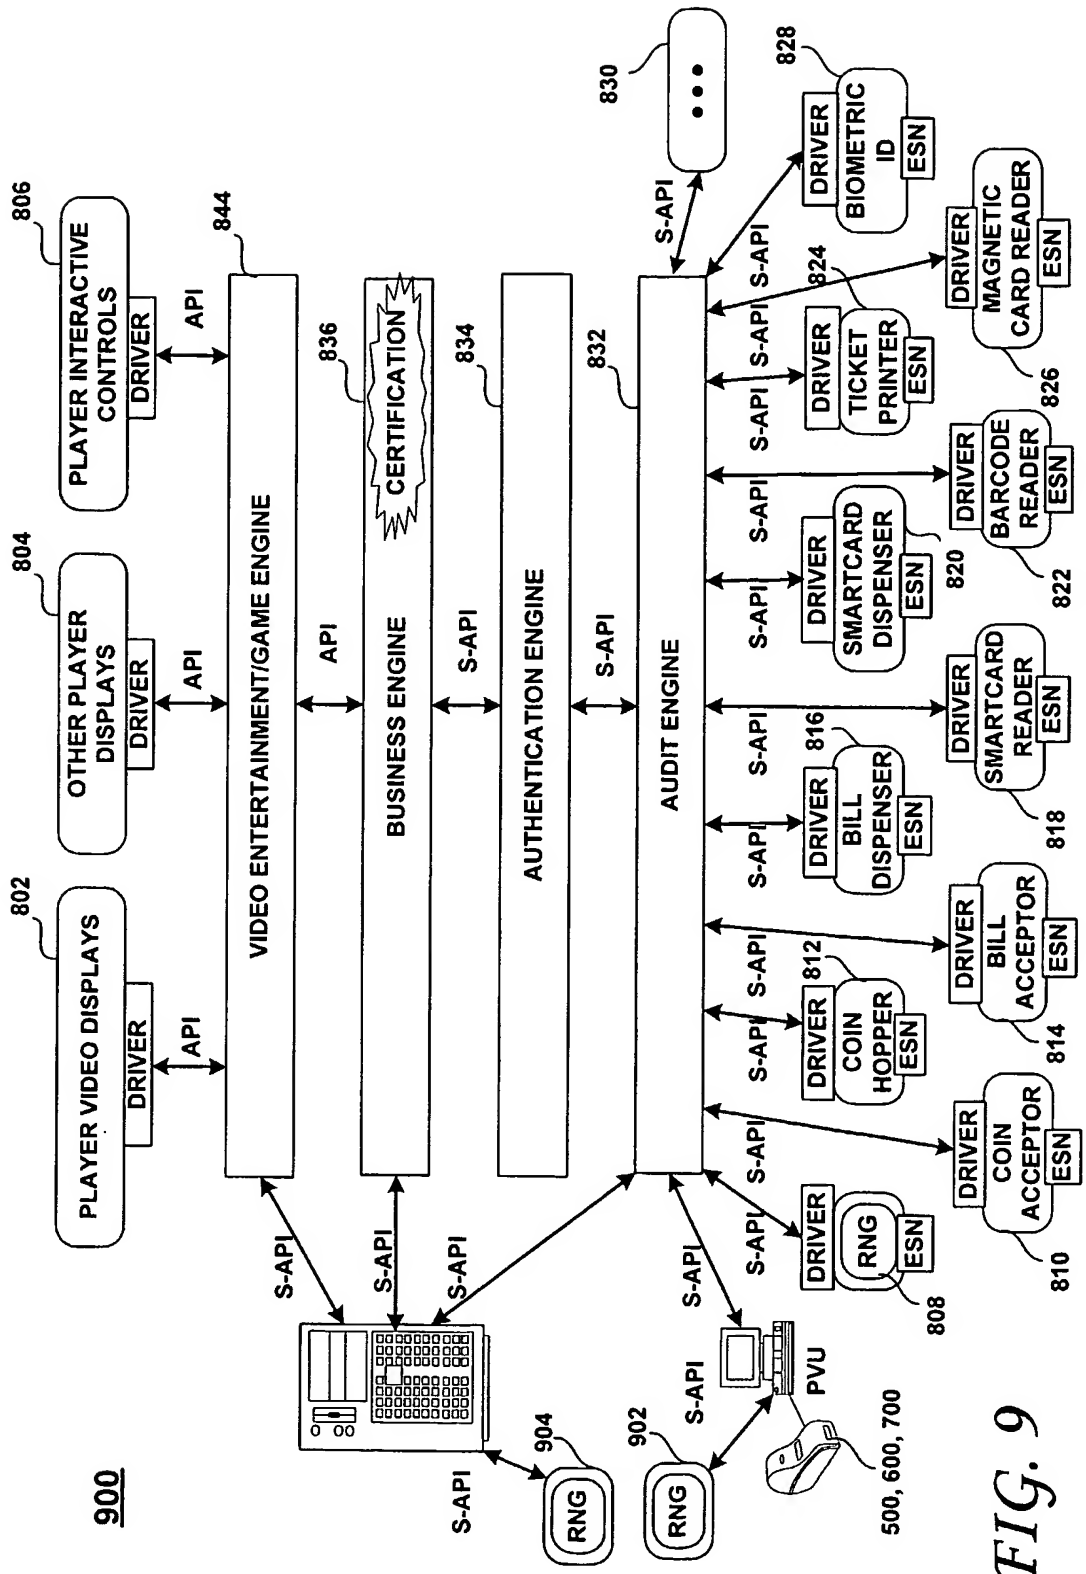 900
802
PLAYER VIDEO DISPLAYS
DRIVER
API
804
OTHER PLAYER
DISPLAYS
DRIVER
API
806
PLAYER INTERACTIVE
CONTROLS
DRIVER
API
844
VIDEO ENTERTAINMENT/GAME ENGINE
S-API
API
836
BUSINESS ENGINE
CERTIFICATION
S-API
S-API
S-API
834
AUTHENTICATION ENGINE
S-API
832
AUDIT ENGINE
S-API
904
RNG
902
RNG
S-API
S-API
PVU
500, 600, 700
S-API
830
•••
S-API
DRIVER
RNG
ESN
808
S-API
DRIVER
COIN
ACCEPTOR
ESN
810
S-API
812
DRIVER
COIN
HOPPER
ESN
S-API
DRIVER
BILL
ACCEPTOR
ESN
814
S-API
816
DRIVER
BILL
DISPENSER
ESN
S-API
DRIVER
SMARTCARD
READER
ESN
818
S-API
DRIVER
SMARTCARD
DISPENSER
ESN
820
S-API
DRIVER
BARCODE
READER
ESN
822
S-API
824
DRIVER
TICKET
PRINTER
ESN
S-API
DRIVER
MAGNETIC
CARD READER
ESN
826
S-API
828
DRIVER
BIOMETRIC
ID
ESN
FIG. 9